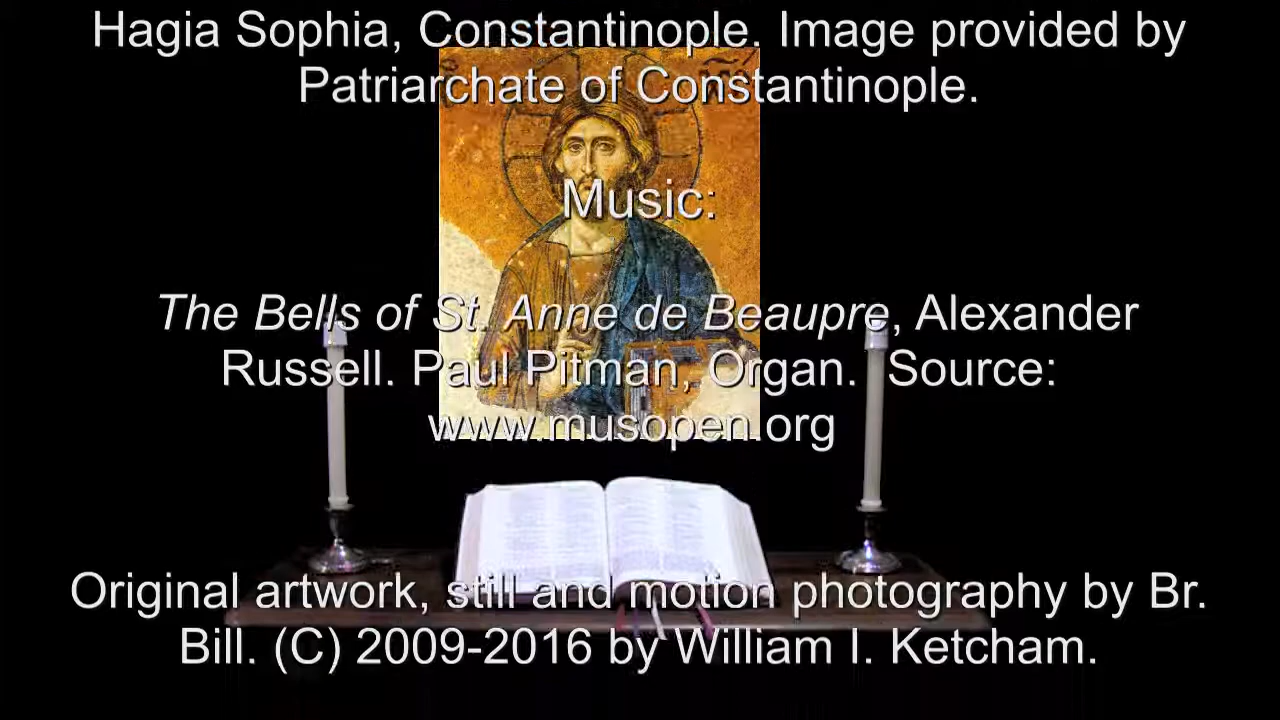 Hagia Sophia, Constantinople. Image provided by
Patriarchate of Constantinople.
Music:
The Bells of St. Anne de Beaupre, Alexander
Russell. Paul Pitman, Organ.  Source:
www.musopen.org
Original artwork, still and motion photography by Br.
Bill. (C) 2009-2016 by William I. Ketcham.